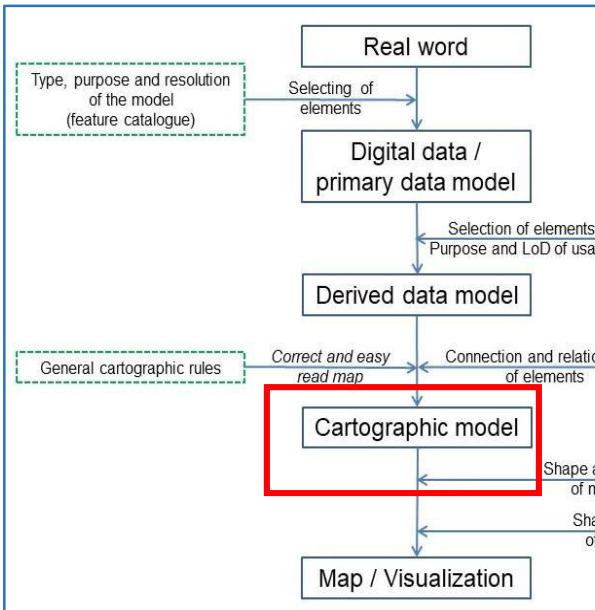 Real word
Type, purpose and resolution
of the model
(feature catalogue)
Selecting of
elements
Digital data /
primary data model
Selection of elements
Purpose and LoD of usa
Derived data model
General cartographic rules
Correct and easy
read map
Connection and relatio
of elements
Cartographic model
Shape a
of n
Sha
of
Map / Visualization